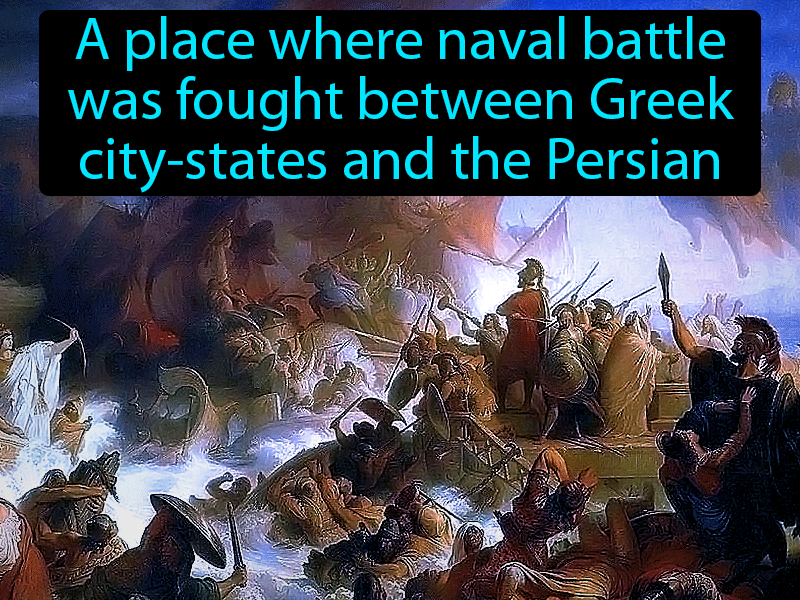 A place where naval battle
was fought between Greek
city-states and the Persian